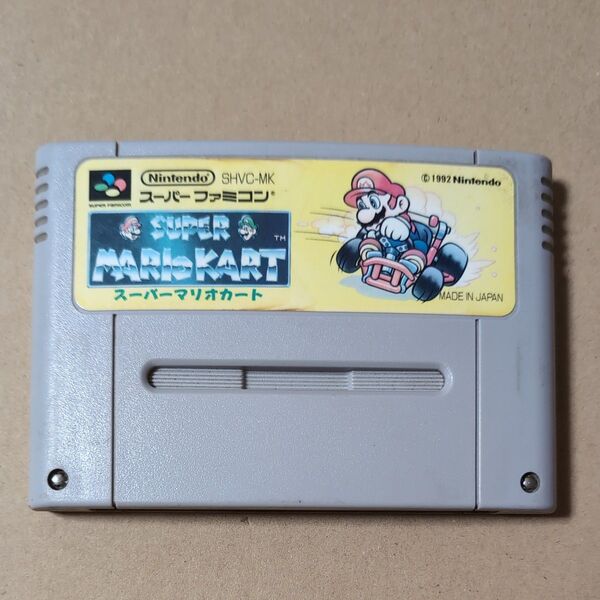 SUPER FAMICOM
Nintendo SHVC-MK
スーパーファミコン®
SUPER
MARIOKART™
スーパーマリオカート
© 1992 Nintendo
MADE IN JAPAN